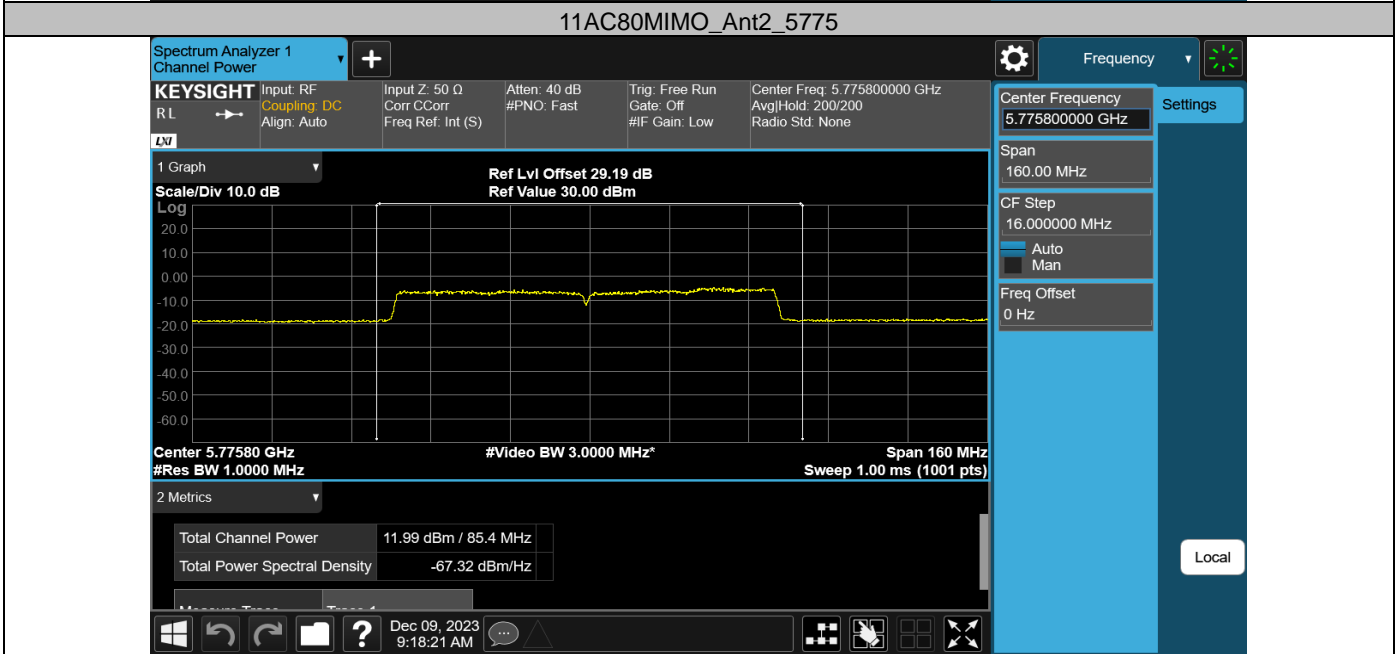 11AC80MIMO_Ant2_5775
Spectrum Analyzer 1
Channel Power
Frequency
KEYSIGHT
R L
LXI
Input: RF
Coupling: DC
Align: Auto
Input Z: 50 Ω
Corr CCorr
Freq Ref: Int (S)
Atten: 40 dB
#PNO: Fast
Trig: Free Run
Gate: Off
#IF Gain: Low
Center Freq: 5.775800000 GHz
Avg|Hold: 200/200
Radio Std: None
Center Frequency
5.775800000 GHz
Settings
Span
160.00 MHz
CF Step
16.000000 MHz
Auto
Man
Freq Offset
0 Hz
Local
1 Graph
Scale/Div 10.0 dB
Ref Lvl Offset 29.19 dB
Ref Value 30.00 dBm
Log
20.0
10.0
0.00
-10.0
-20.0
-30.0
-40.0
-50.0
-60.0
Center 5.77580 GHz
#Video BW 3.0000 MHz*
Span 160 MHz
#Res BW 1.0000 MHz
Sweep 1.00 ms (1001 pts)
2 Metrics
Total Channel Power 11.99 dBm / 85.4 MHz
Total Power Spectral Density -67.32 dBm/Hz
Measure Trace Trace 1
?
Dec 09, 2023
9:18:21 AM